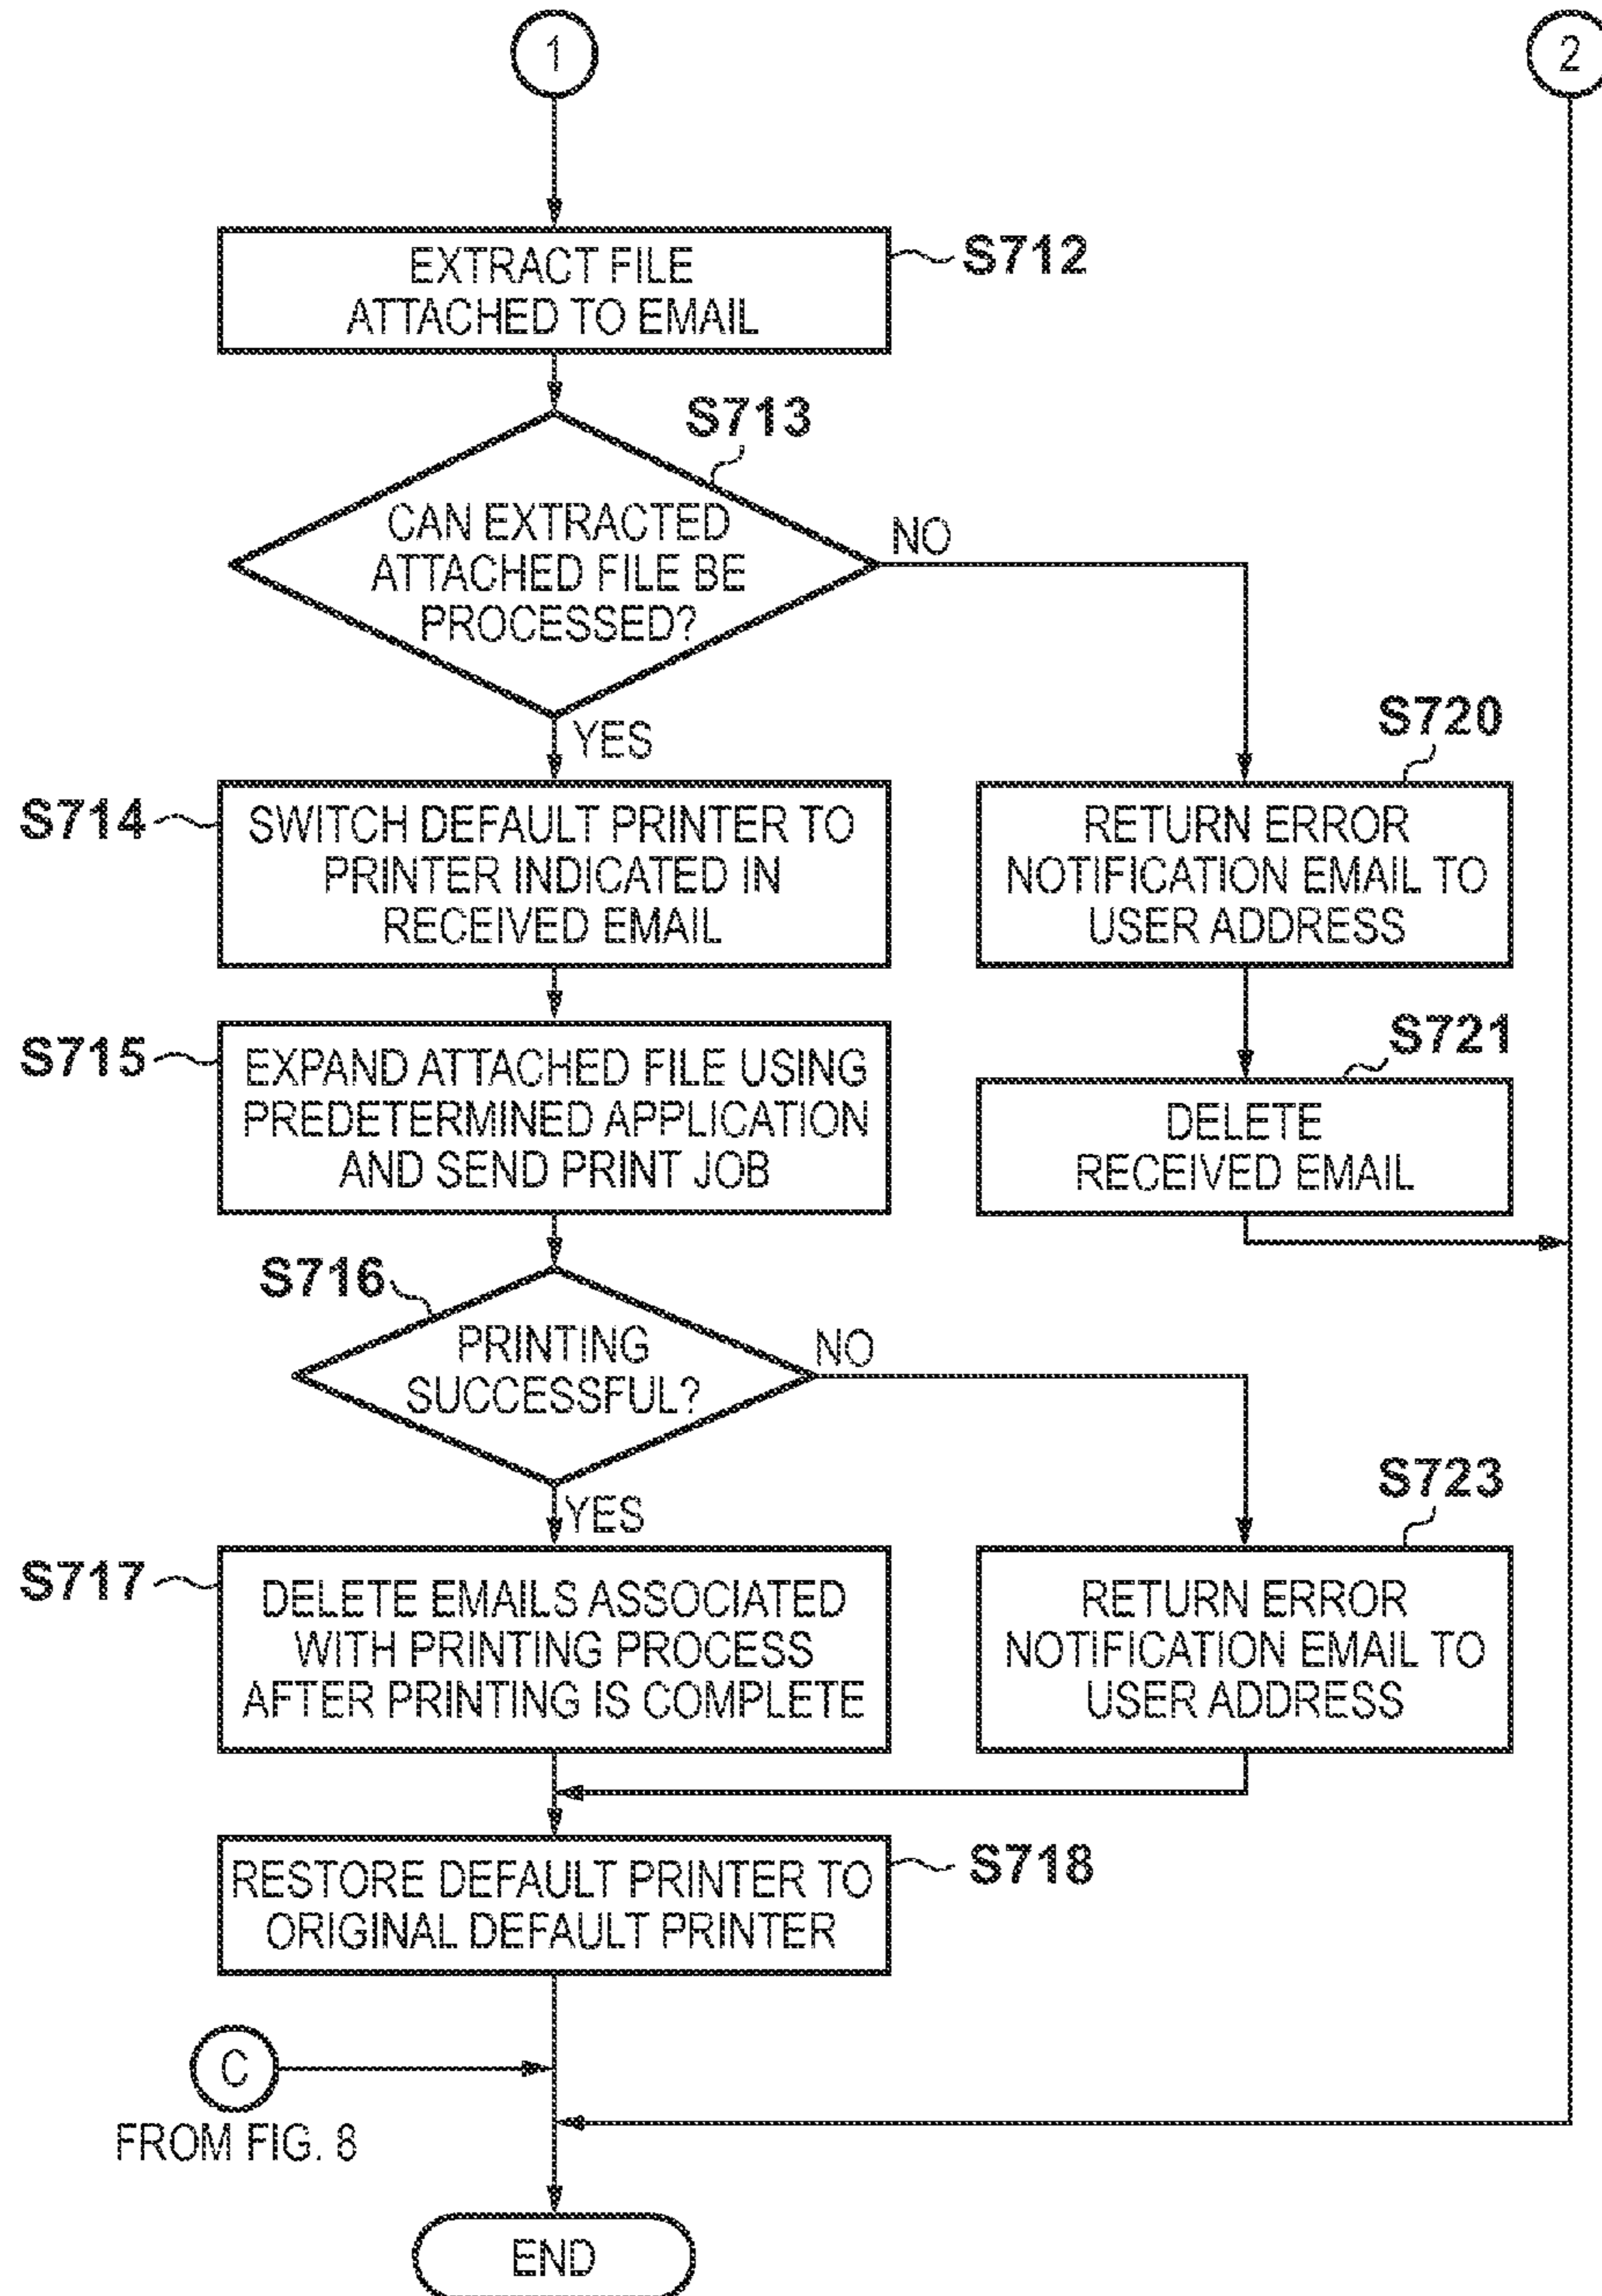 1
2
EXTRACT FILE
ATTACHED TO EMAIL
S712
S713
CAN EXTRACTED
ATTACHED FILE BE
PROCESSED?
NO
YES
S714
SWITCH DEFAULT PRINTER TO
PRINTER INDICATED IN
RECEIVED EMAIL
S720
RETURN ERROR
NOTIFICATION EMAIL TO
USER ADDRESS
S715
EXPAND ATTACHED FILE USING
PREDETERMINED APPLICATION
AND SEND PRINT JOB
S721
DELETE
RECEIVED EMAIL
S716
PRINTING
SUCCESSFUL?
NO
YES
S717
DELETE EMAILS ASSOCIATED
WITH PRINTING PROCESS
AFTER PRINTING IS COMPLETE
S723
RETURN ERROR
NOTIFICATION EMAIL TO
USER ADDRESS
RESTORE DEFAULT PRINTER TO
ORIGINAL DEFAULT PRINTER
S718
C
FROM FIG. 8
END